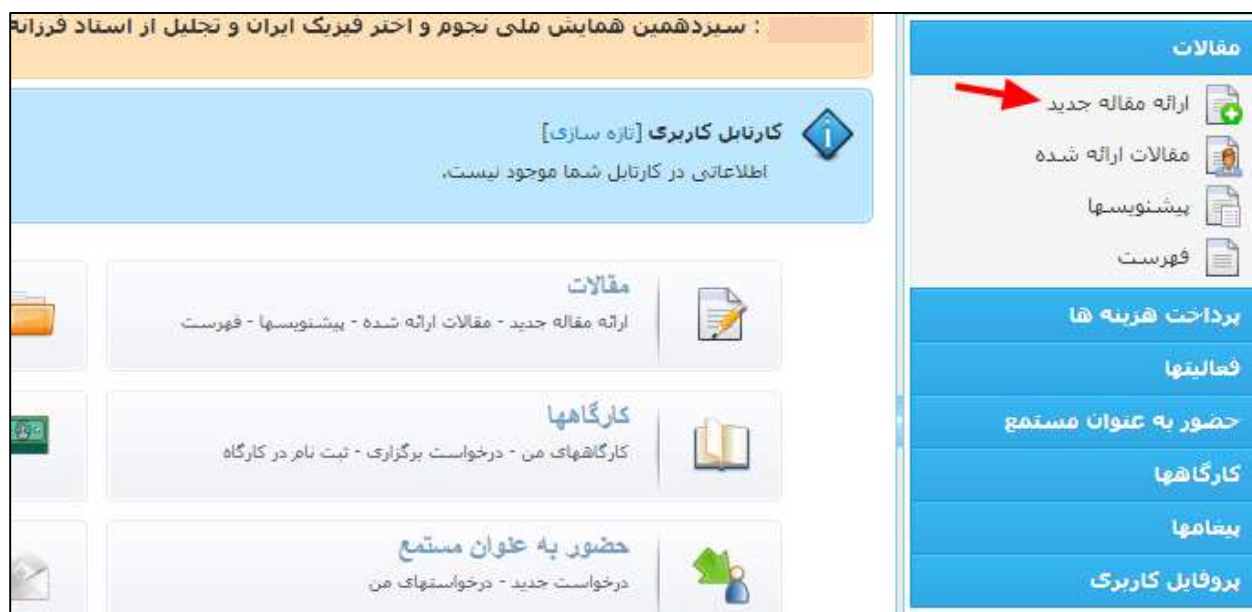 : سیزدهمین همایش ملی نجوم و اختر فیزیک ایران و تجلیل از استاد فرزانه
مقالات
ارائه مقاله جدید
مقالات ارائه شده
پیشنویسها
فهرست
پرداخت هزینه ها
فعالیتها
حضور به عنوان مستمع
کارگاهها
پیغامها
پروفایل کاربری
کارتابل کاربری [تازه سازی]
اطلاعاتی در کارتابل شما موجود نیست.
مقالات
ارائه مقاله جدید - مقالات ارائه شده - پیشنویسها - فهرست
کارگاهها
کارگاههای من - درخواست برگزاری - ثبت نام در کارگاه
حضور به عنوان مستمع
درخواست جدید - درخواستهای من